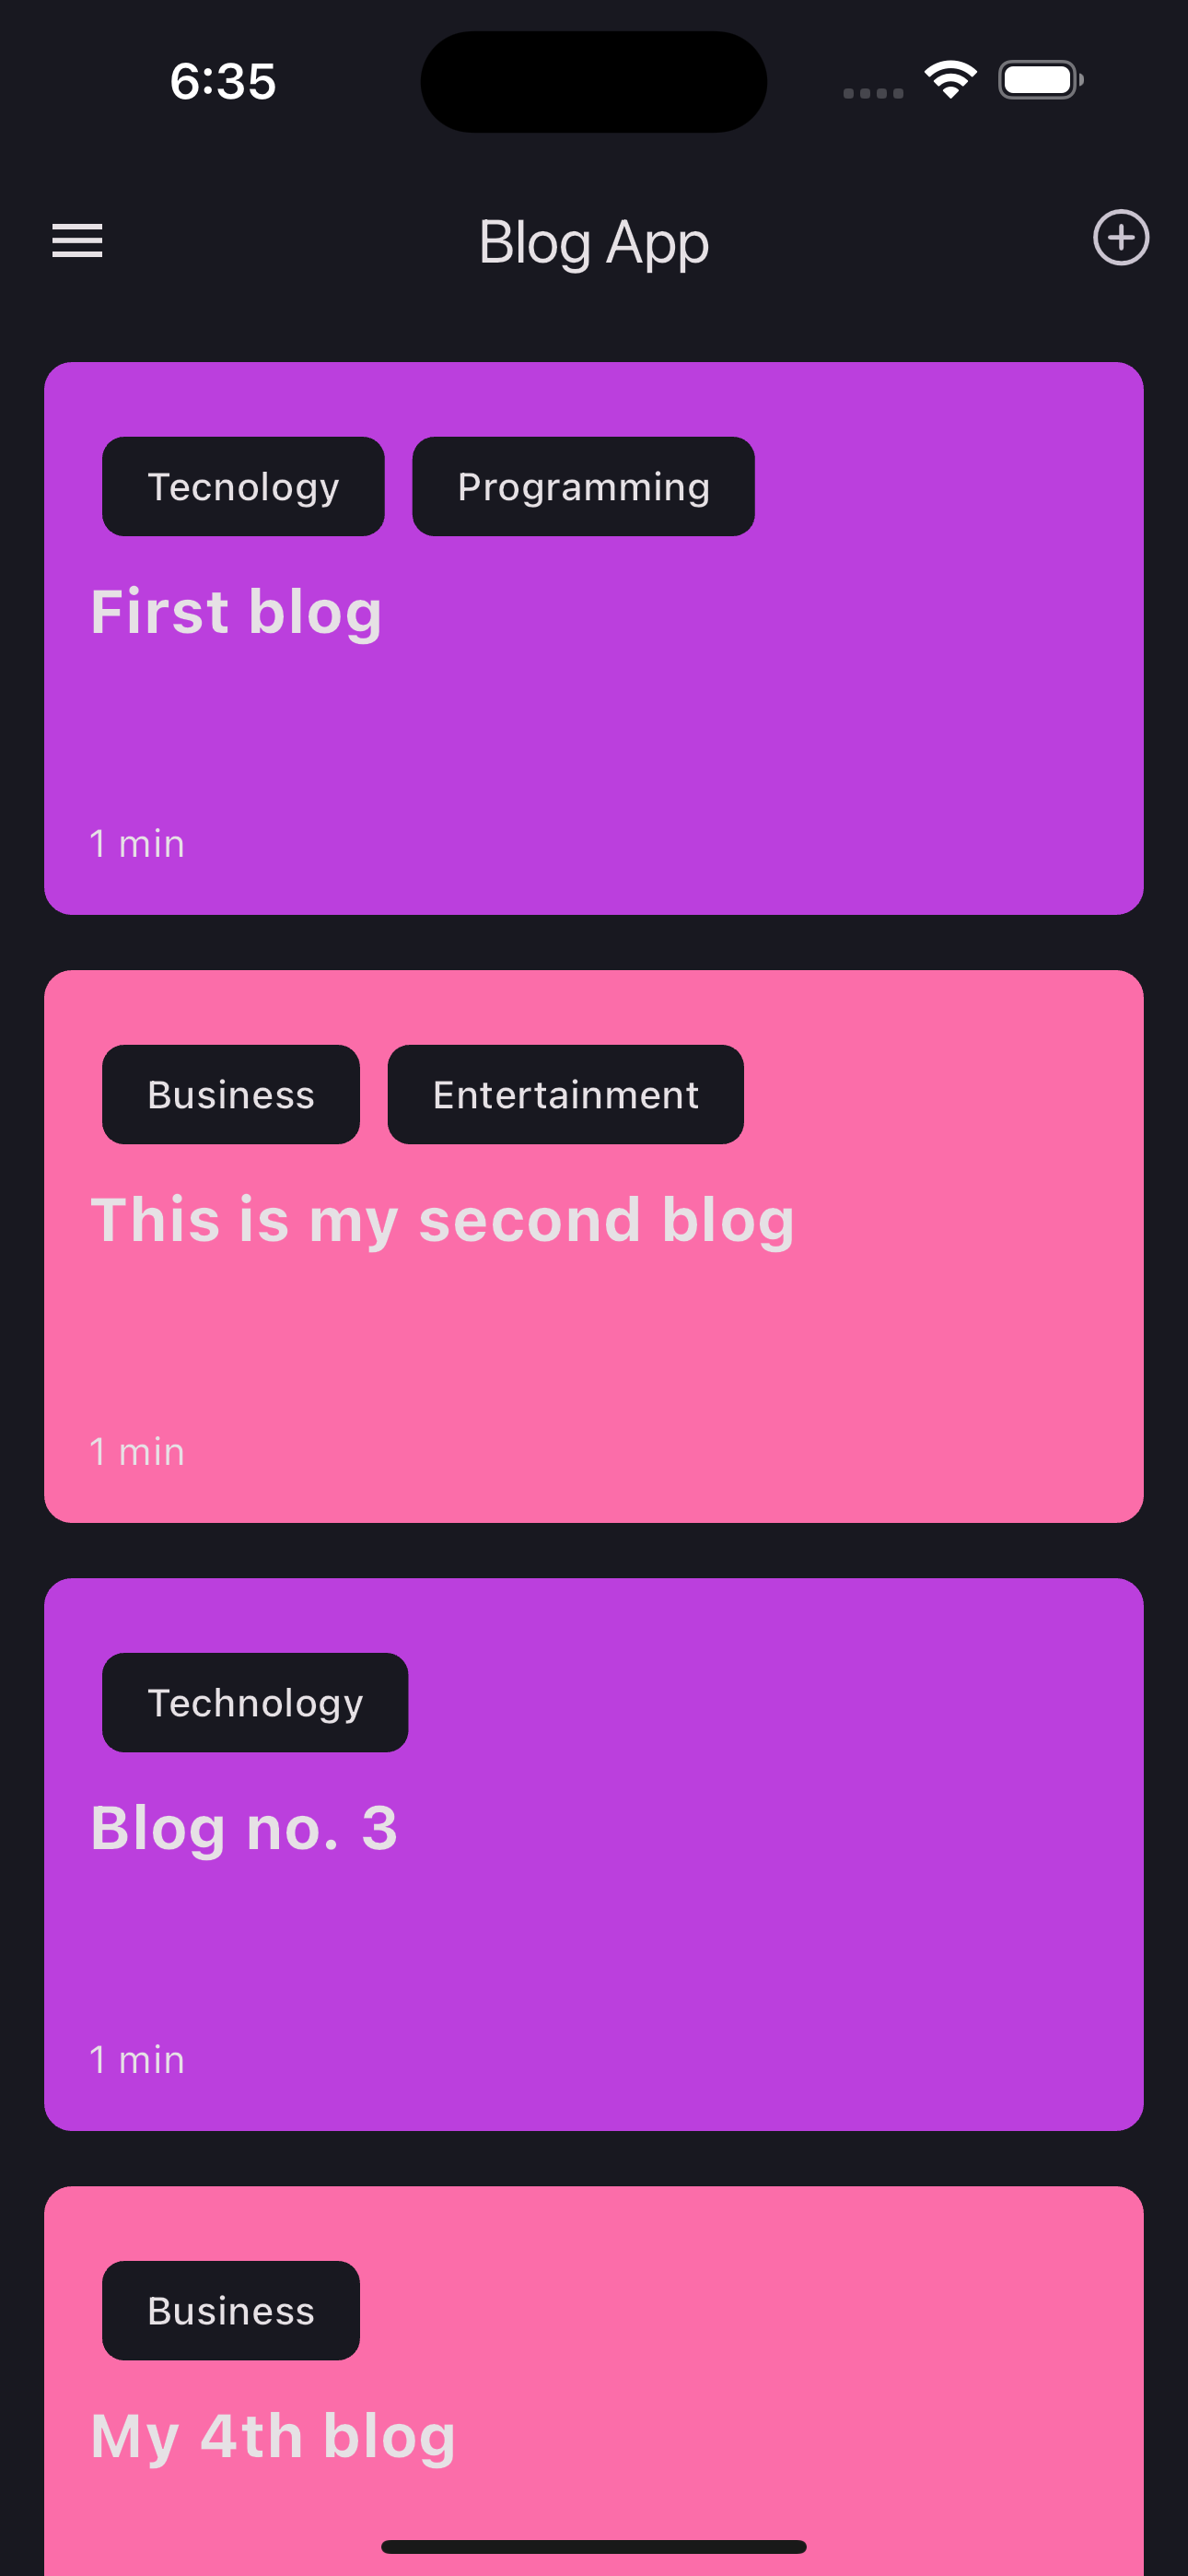 6:35
Blog App
Tecnology Programming
First blog
1 min
Business Entertainment
This is my second blog
1 min
Technology
Blog no. 3
1 min
Business
My 4th blog